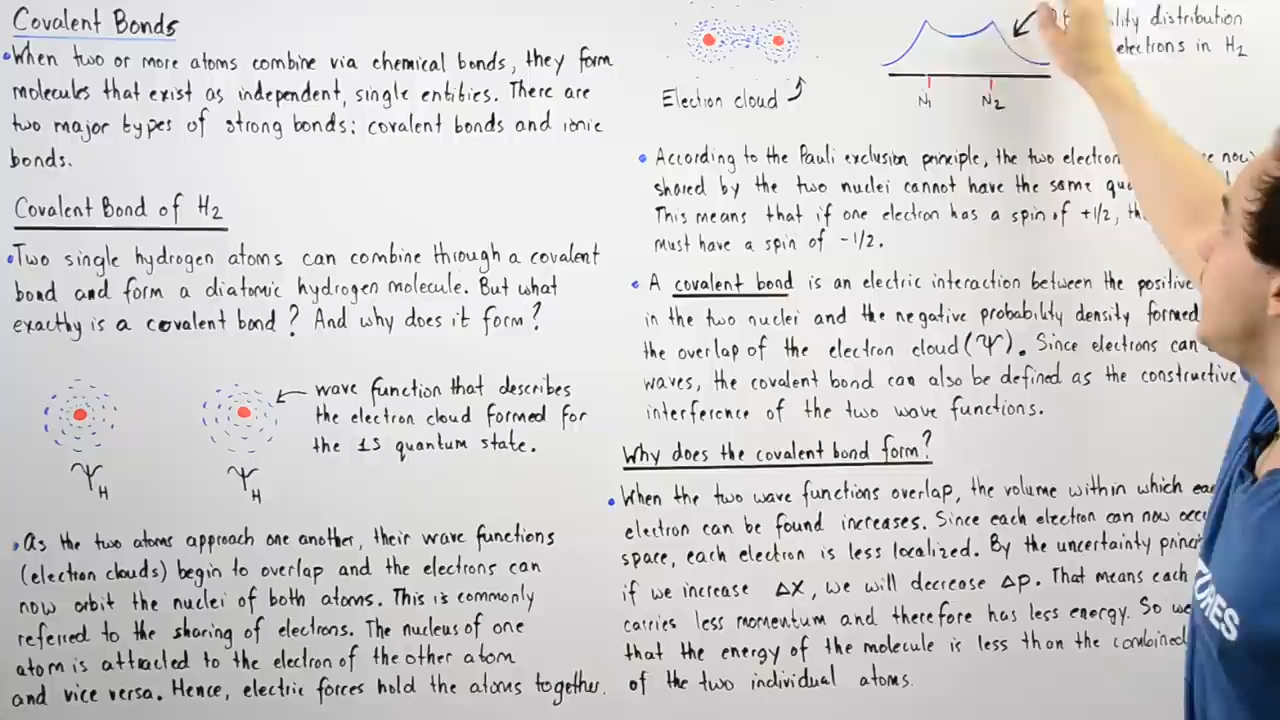 Covalent Bonds
When two or more atoms combine via chemical bonds, they form
molecules that exist as independent, single entities. There are
two major types of strong bonds: covalent bonds and ionic
bonds.
Covalent Bond of H₂
Two single hydrogen atoms can combine through a covalent
bond and form a diatomic hydrogen molecule. But what
exactly is a covalent bond? And why does it form?
wave function that describes
the electron cloud formed for
the 1S quantum state.
Ψ_H
Ψ_H
As the two atoms approach one another, their wave functions
(electron clouds) begin to overlap and the electrons can
now orbit the nuclei of both atoms. This is commonly
referred to the sharing of electrons. The nucleus of one
atom is attracted to the electron of the other atom
and vice versa. Hence, electric forces hold the atoms together.
Electron cloud
N₁
N₂
distribution
electrons in H₂
According to the Pauli exclusion principle, the two now
shared by the two nuclei cannot have the same
This means that if one electron has a spin of +1/2,
must have a spin of -1/2.
A covalent bond is an electric interaction between the positive
in the two nuclei and the negative probability density formed
the overlap of the electron cloud (Ψ). Since electrons can
waves, the covalent bond can also be defined as the constructive
interference of the two wave functions.
Why does the covalent bond form?
When the two wave functions overlap, the volume within which
electron can be found increases. Since each electron can now
space, each electron is less localized. By the uncertainty
if we increase Δx, we will decrease Δp. That means each
carries less momentum and therefore has less energy. So we
that the energy of the molecule is less than the combined
of the two individual atoms.
TURES